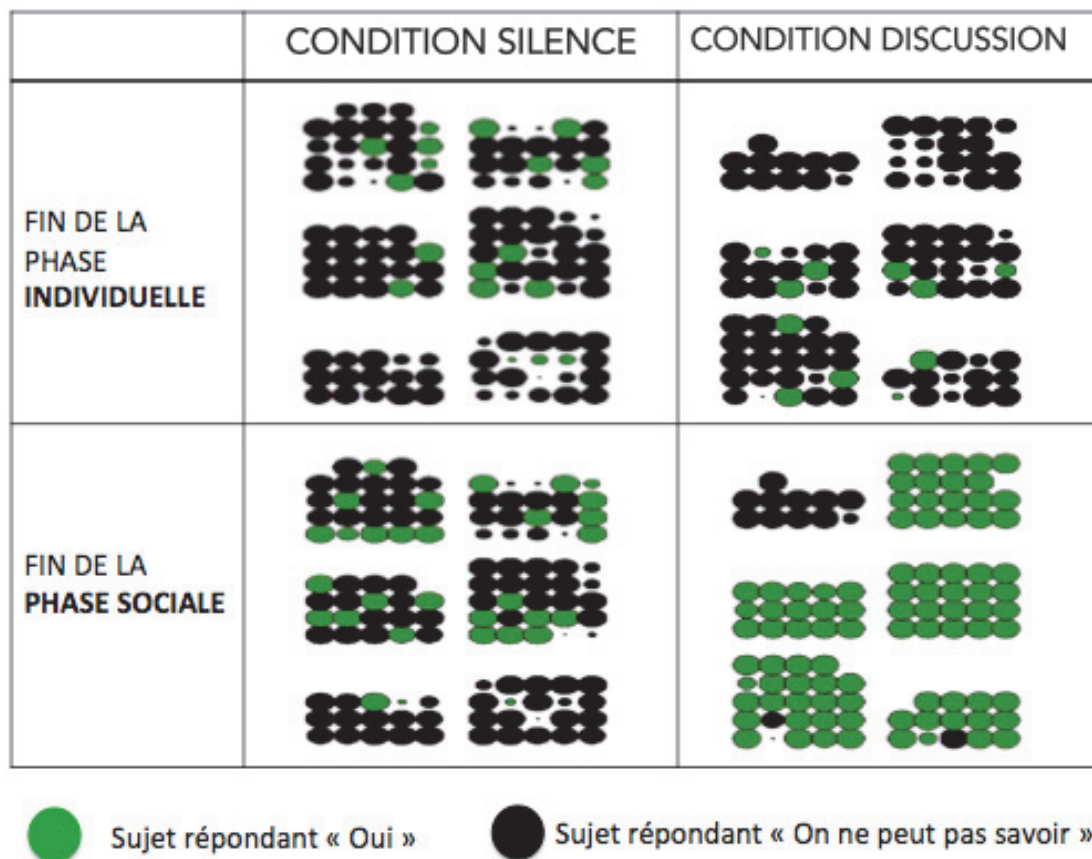 CONDITION SILENCE
CONDITION DISCUSSION
FIN DE LA
PHASE
INDIVIDUELLE
FIN DE LA
PHASE SOCIALE
Sujet répondant « Oui »
Sujet répondant « On ne peut pas savoir »